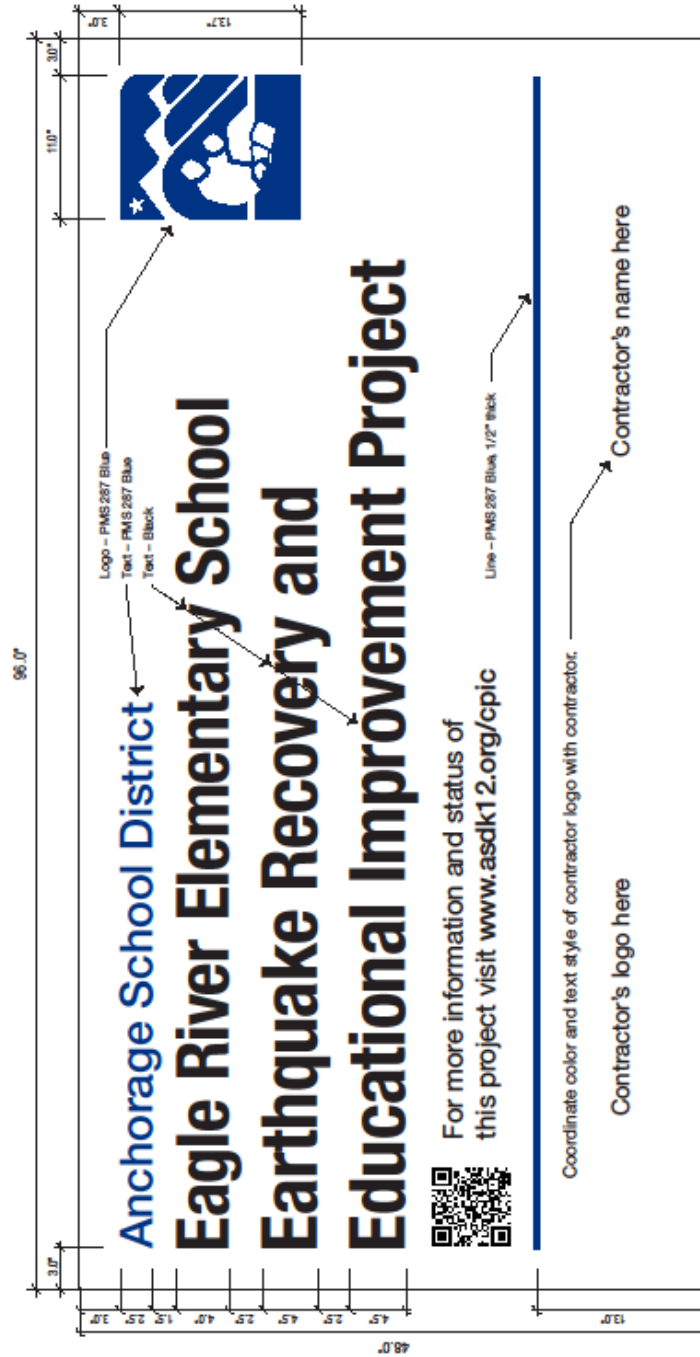 96.0"
3.0"
11.0"
3.0"
3.0"
13.7"
Logo – PMS 287 Blue
Text – PMS 287 Blue
Text – Black
Anchorage School District
Eagle River Elementary School
Earthquake Recovery and
Educational Improvement Project
For more information and status of
this project visit www.asdk12.org/cpic
Line – PMS 287 Blue, 1/2" thick
Coordinate color and text style of contractor logo with contractor.
Contractor's logo here
Contractor's name here
3.0"
2.5"
1.5"
4.0"
2.5"
4.5"
2.5"
4.5"
13.0"
48.0"